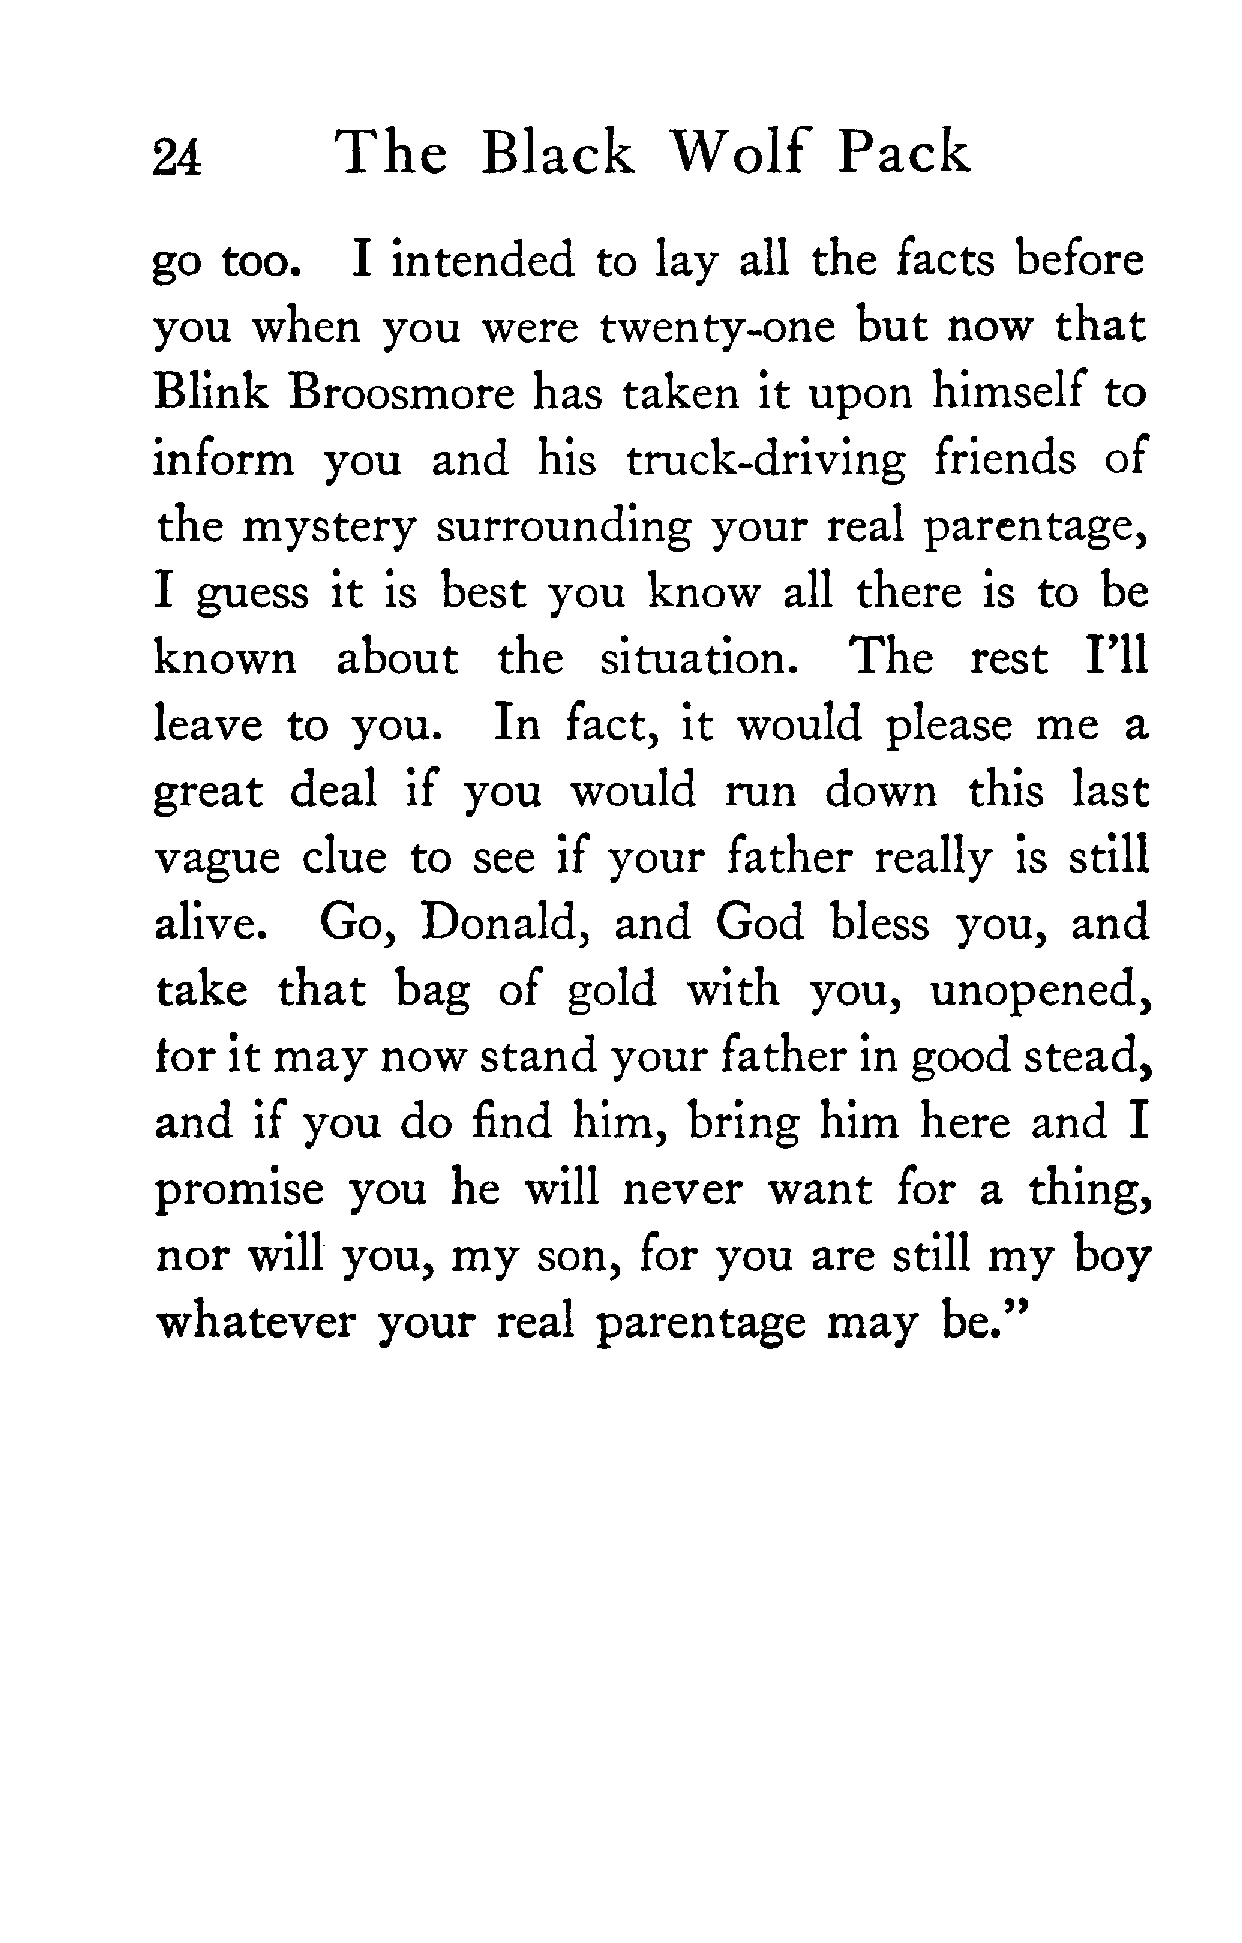 24 The Black Wolf Pack
go too. I intended to lay all the facts before
you when you were twenty-one but now that
Blink Broosmore has taken it upon himself to
inform you and his truck-driving friends of
the mystery surrounding your real parentage,
I guess it is best you know all there is to be
known about the situation. The rest I'll
leave to you. In fact, it would please me a
great deal if you would run down this last
vague clue to see if your father really is still
alive. Go, Donald, and God bless you, and
take that bag of gold with you, unopened,
for it may now stand your father in good stead,
and if you do find him, bring him here and I
promise you he will never want for a thing,
nor will you, my son, for you are still my boy
whatever your real parentage may be."